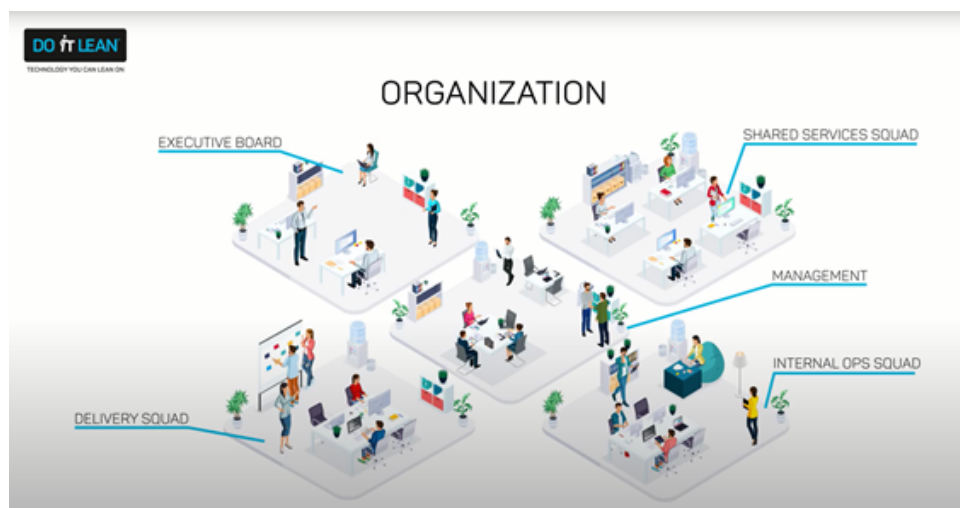 DO iT LEAN
TECHNOLOGY YOU CAN LEAN ON
ORGANIZATION
EXECUTIVE BOARD
SHARED SERVICES SQUAD
MANAGEMENT
INTERNAL OPS SQUAD
DELIVERY SQUAD